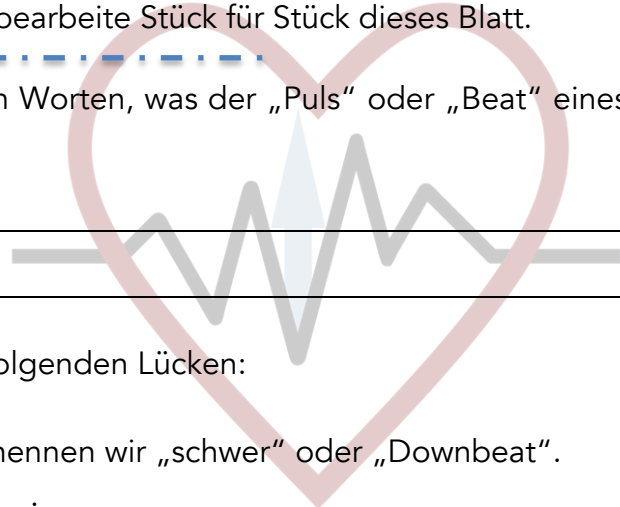 bearbeite Stück für Stück dieses Blatt.
n Worten, was der „Puls“ oder „Beat“ eines
olgenden Lücken:
nennen wir „schwer“ oder „Downbeat“.
.